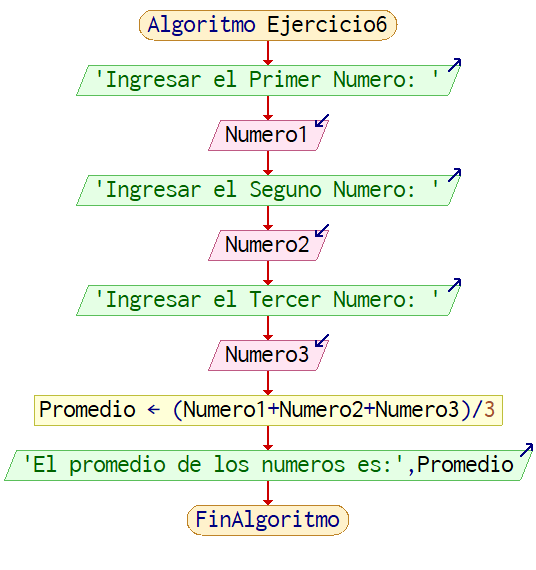 Algoritmo Ejercicio6
'Ingresar el Primer Numero: '
Numero1
'Ingresar el Seguno Numero: '
Numero2
'Ingresar el Tercer Numero: '
Numero3
Promedio ← (Numero1+Numero2+Numero3)/3
'El promedio de los numeros es:',Promedio
FinAlgoritmo